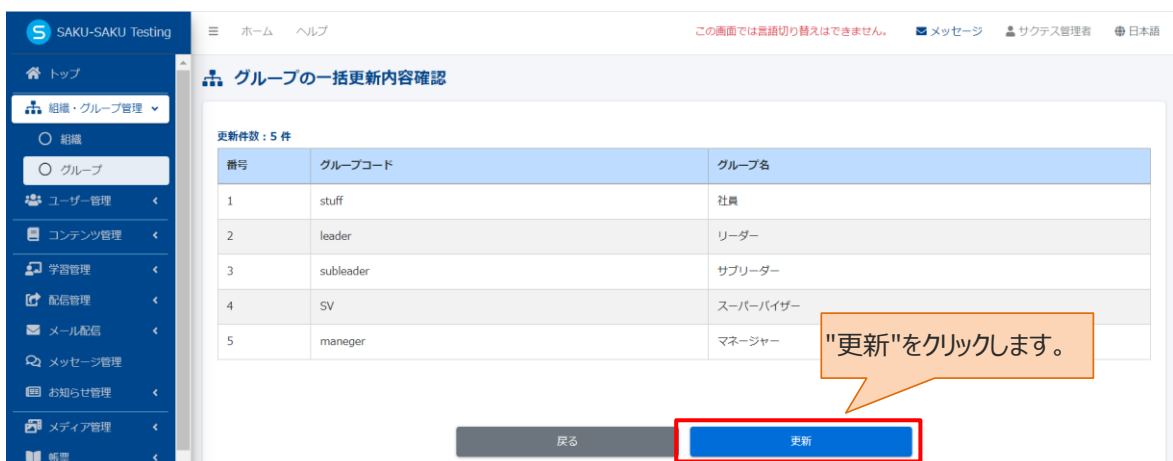 SAKU-SAKU Testing
ホーム ヘルプ この画面では言語切り替えはできません。 メッセージ サクテス管理者 日本語
トップ
グループの一括更新内容確認
組織・グループ管理
組織
グループ
ユーザー管理
コンテンツ管理
学習管理
配信管理
メール配信
メッセージ管理
お知らせ管理
メディア管理
帳票
更新件数：5 件
番号 グループコード グループ名
1 stuff 社員
2 leader リーダー
3 subleader サブリーダー
4 SV スーパーバイザー
5 maneger マネージャー
"更新"をクリックします。
戻る 更新